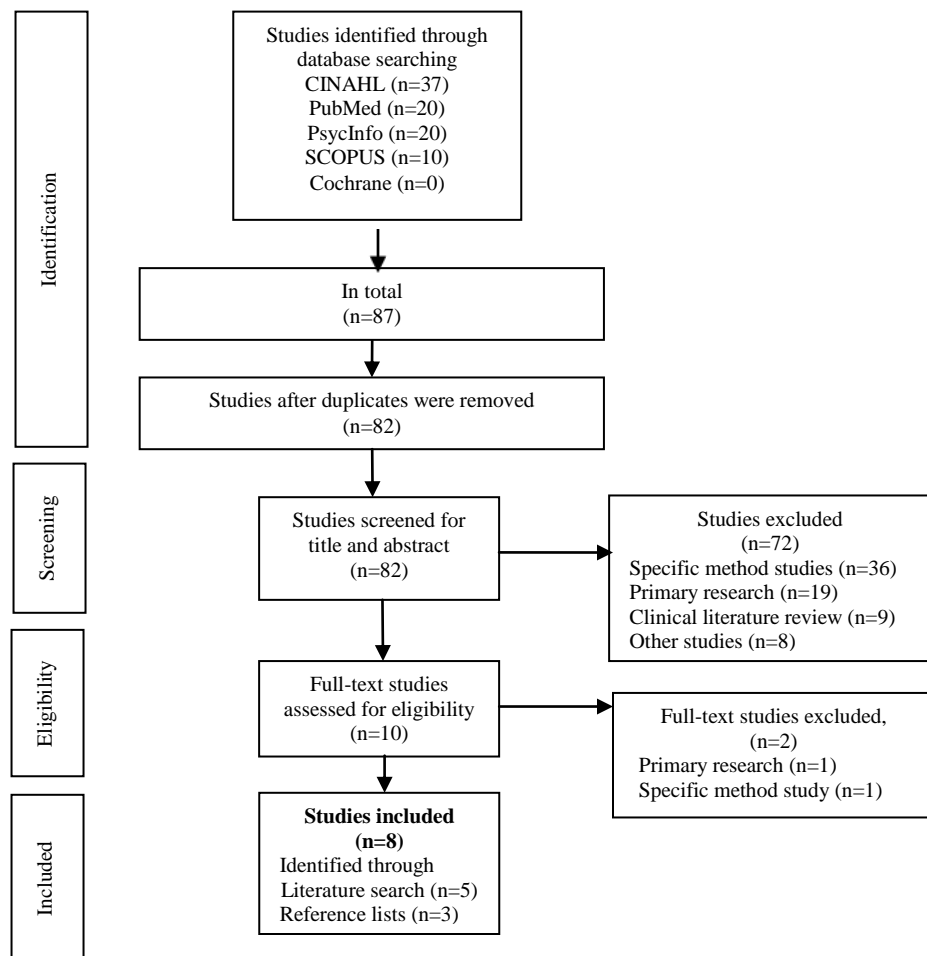 Identification
Studies identified through
database searching
CINAHL (n=37)
PubMed (n=20)
PsycInfo (n=20)
SCOPUS (n=10)
Cochrane (n=0)
In total
(n=87)
Studies after duplicates were removed
(n=82)
Screening
Studies screened for
title and abstract
(n=82)
Studies excluded
(n=72)
Specific method studies (n=36)
Primary research (n=19)
Clinical literature review (n=9)
Other studies (n=8)
Eligibility
Full-text studies
assessed for eligibility
(n=10)
Full-text studies excluded,
(n=2)
Primary research (n=1)
Specific method study (n=1)
Included
Studies included
(n=8)
Identified through
Literature search (n=5)
Reference lists (n=3)